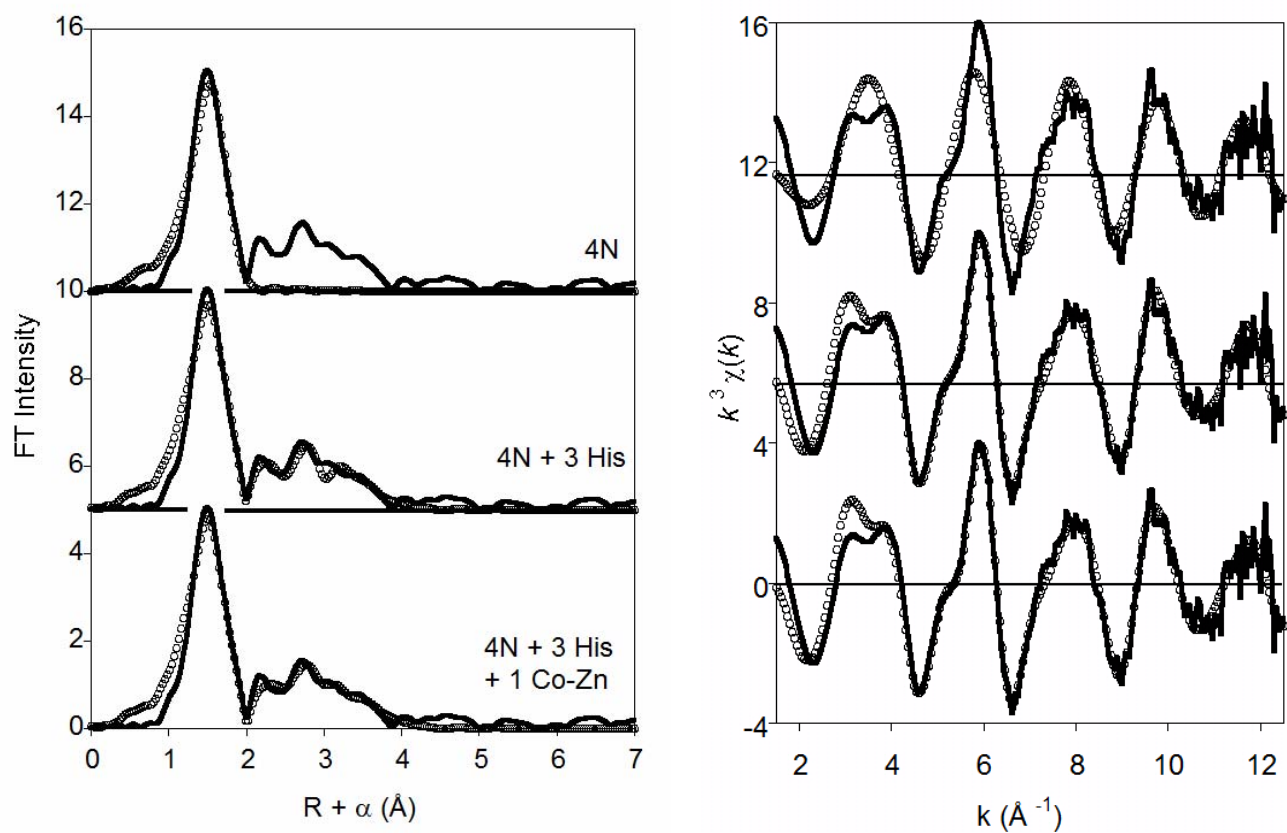 16
14
12
10
8
6
4
2
0
FT Intensity
4N
4N + 3 His
4N + 3 His
+ 1 Co-Zn
0 1 2 3 4 5 6 7
R + α (Å)
16
12
8
4
0
-4
k³ χ(k)
2 4 6 8 10 12
k (Å ⁻¹)